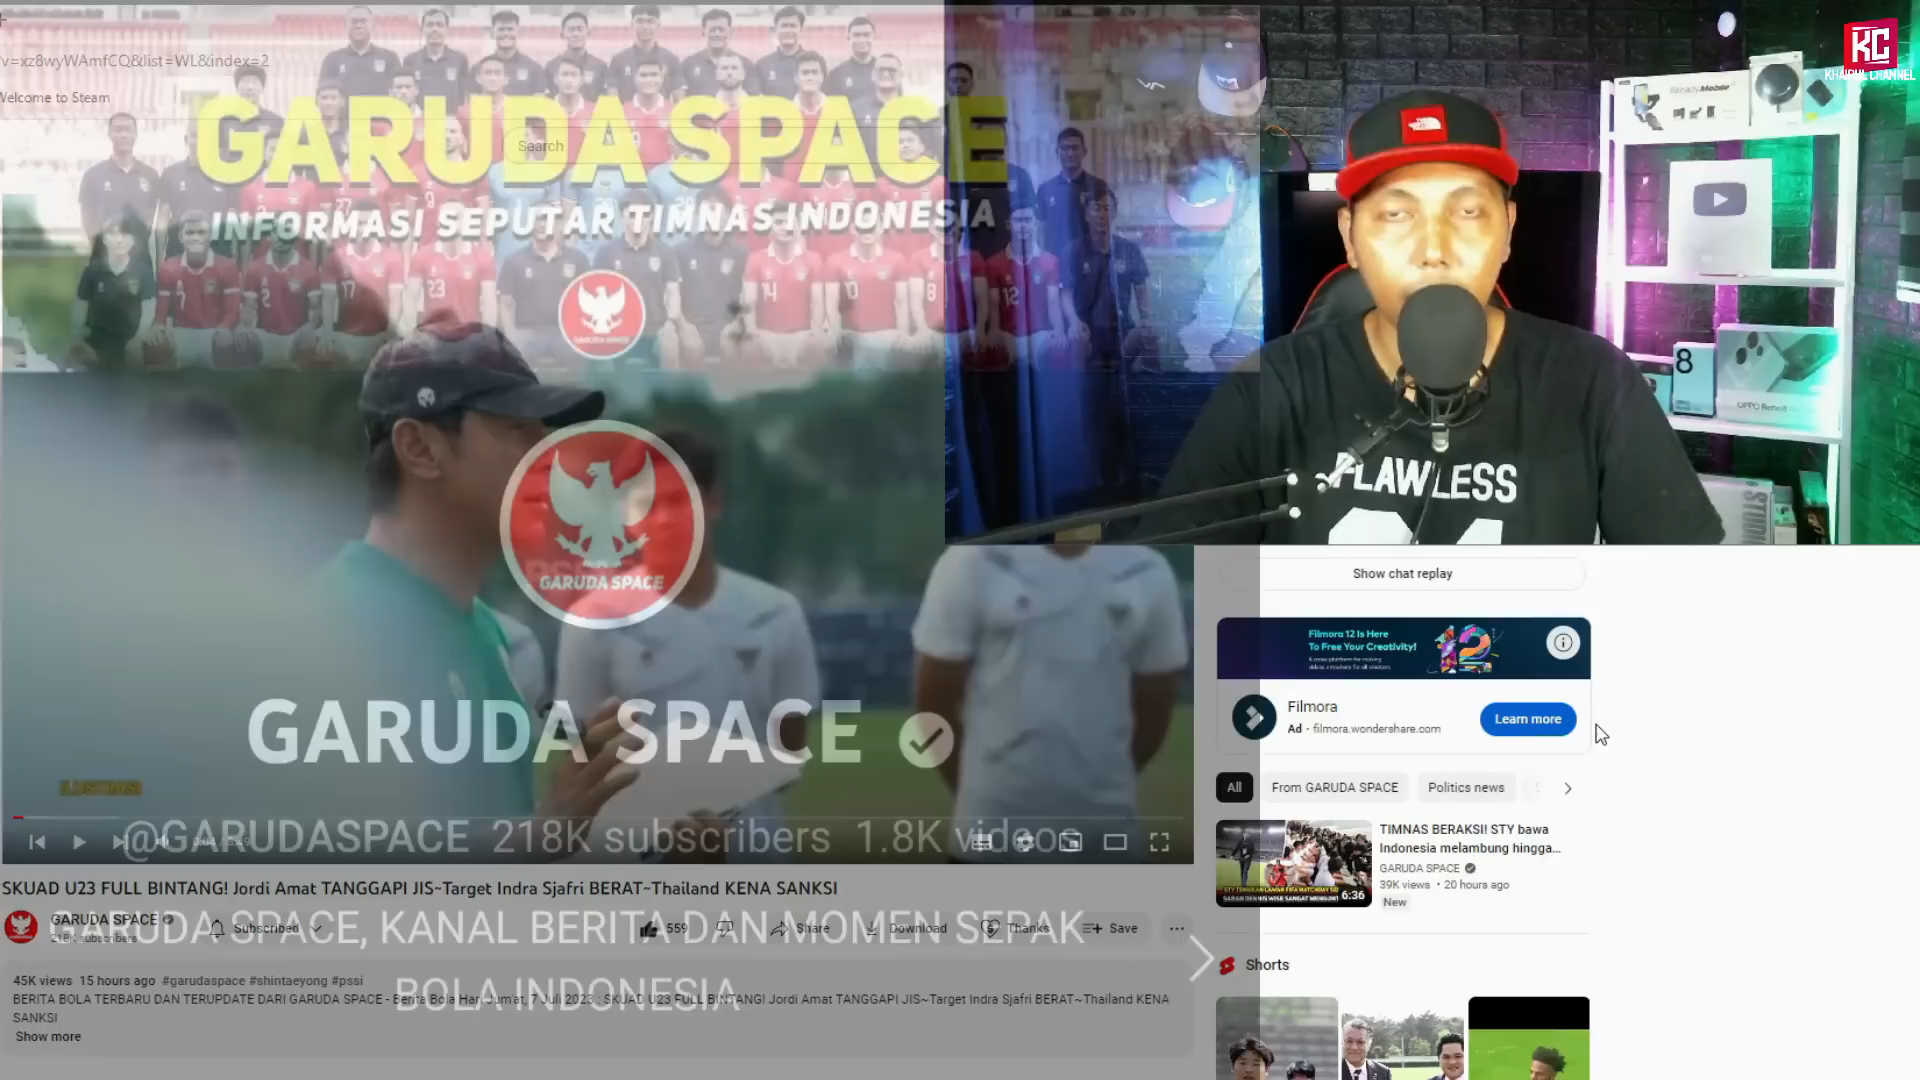 v=xz8wyWAmfCQ&list=WL&index=2
Welcome to Steam
GARUDA SPACE
Search
INFORMASI SEPUTAR TIMNAS INDONESIA
GARUDA SPACE
GARUDA SPACE
@GARUDASPACE 218K subscribers 1.8K videos
GARUDA SPACE, KANAL BERITA DAN MOMEN SEPAK
BOLA INDONESIA
ILUSTRASI
SKUAD U23 FULL BINTANG! Jordi Amat TANGGAPI JIS~Target Indra Sjafri BERAT~Thailand KENA SANKSI
GARUDA SPACE
218K subscribers
Subscribed
559
Share
Download
Thanks
Save
45K views 15 hours ago #garudaspace #shintaeyong #pssi
BERITA BOLA TERBARU DAN TERUPDATE DARI GARUDA SPACE - Berita Bola Hari Jum'at, 7 Juli 2023 : SKUAD U23 FULL BINTANG! Jordi Amat TANGGAPI JIS~Target Indra Sjafri BERAT~Thailand KENA
SANKSI
Show more
KC
KHAIRUL CHANNEL
FLAWLESS
8
OPPO Reno8
Show chat replay
Filmora 12 Is Here
To Free Your Creativity!
12
Filmora
Ad · filmora.wondershare.com
Learn more
All
From GARUDA SPACE
Politics news
TIMNAS BERAKSI! STY bawa
Indonesia melambung hingga...
GARUDA SPACE
39K views • 20 hours ago
New
6:36
Shorts